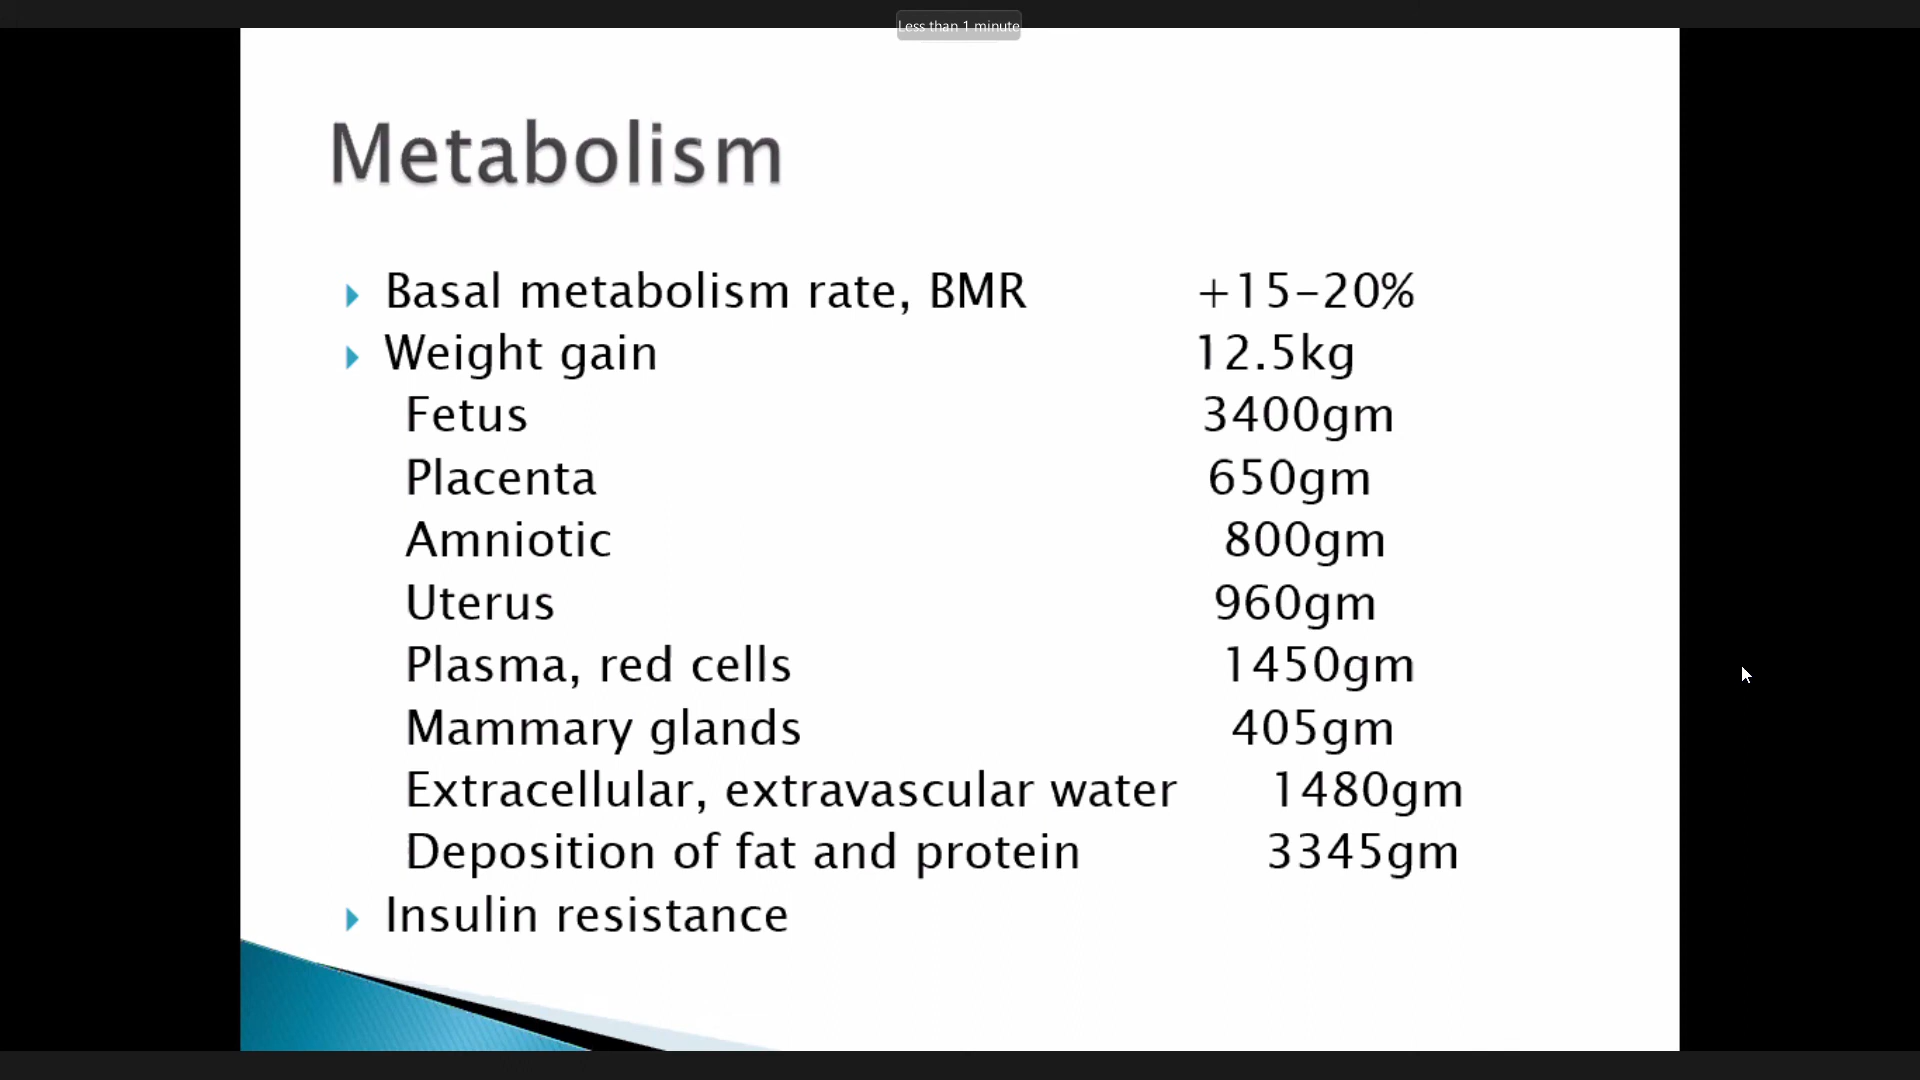 Less than 1 minute
Metabolism
Basal metabolism rate, BMR +15-20%
Weight gain 12.5kg
Fetus 3400gm
Placenta 650gm
Amniotic 800gm
Uterus 960gm
Plasma, red cells 1450gm
Mammary glands 405gm
Extracellular, extravascular water 1480gm
Deposition of fat and protein 3345gm
Insulin resistance